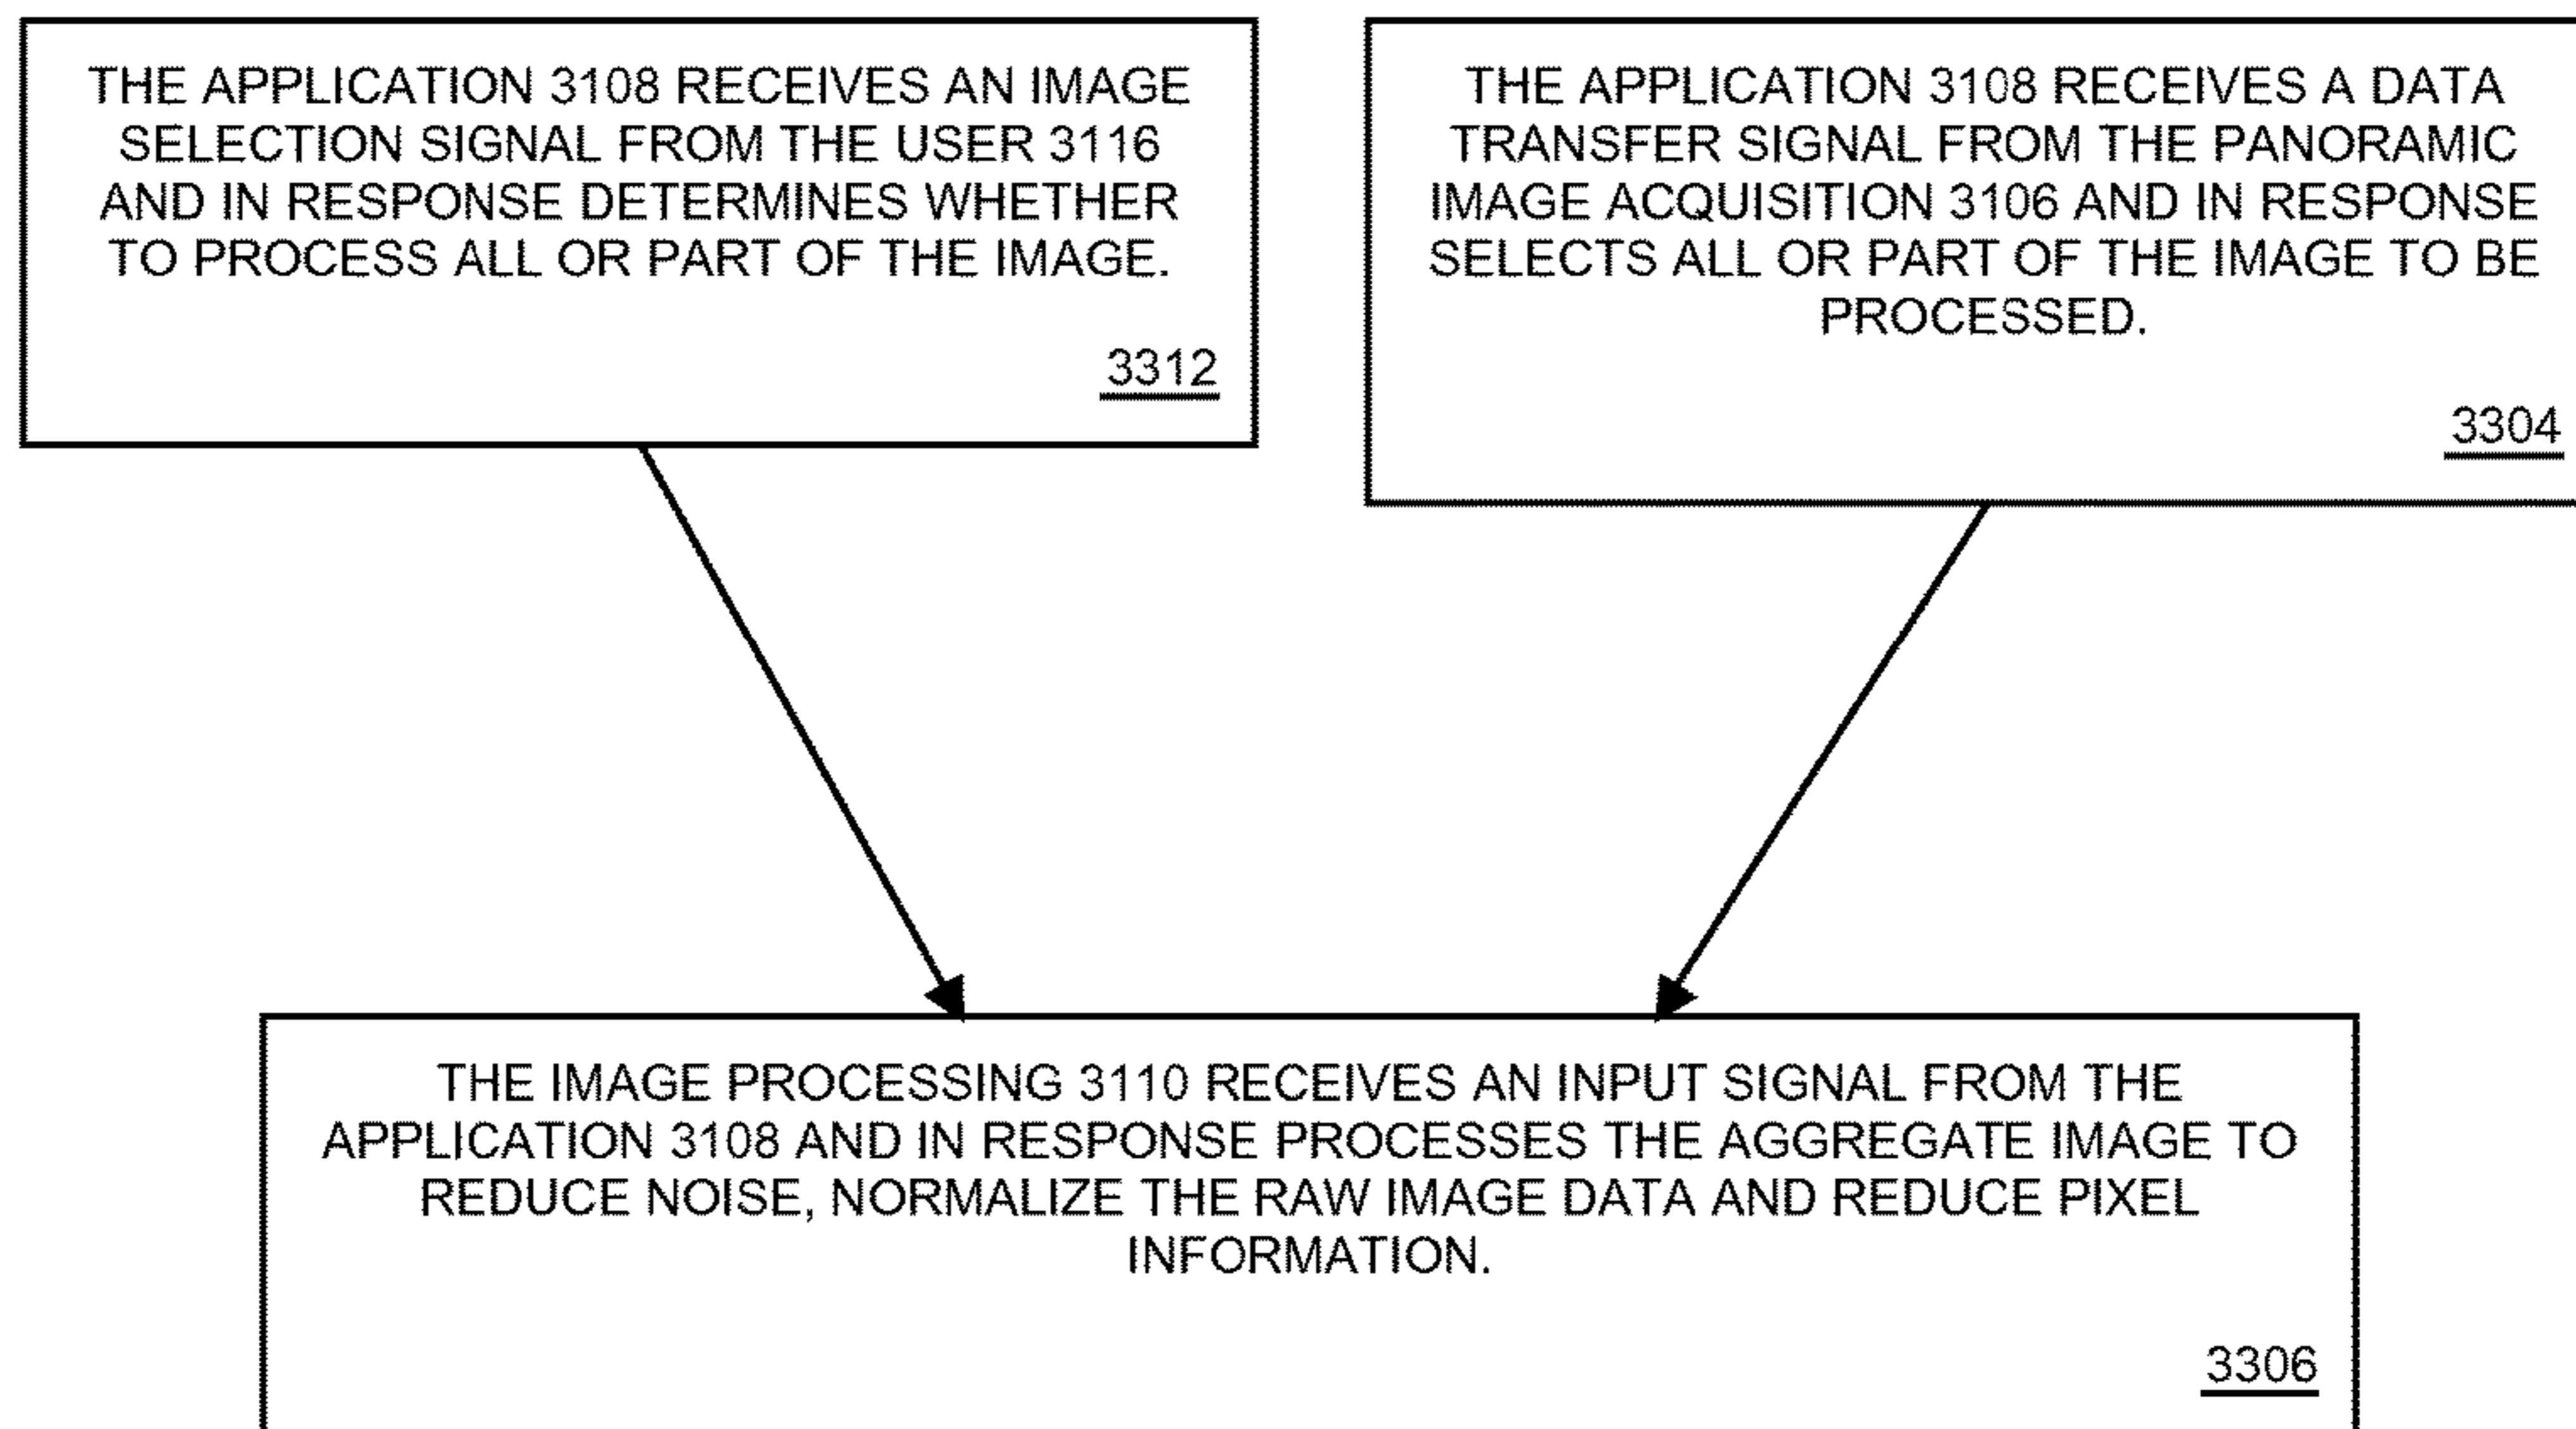 THE APPLICATION 3108 RECEIVES AN IMAGE
SELECTION SIGNAL FROM THE USER 3116
AND IN RESPONSE DETERMINES WHETHER
TO PROCESS ALL OR PART OF THE IMAGE.
3312
THE APPLICATION 3108 RECEIVES A DATA
TRANSFER SIGNAL FROM THE PANORAMIC
IMAGE ACQUISITION 3106 AND IN RESPONSE
SELECTS ALL OR PART OF THE IMAGE TO BE
PROCESSED.
3304
THE IMAGE PROCESSING 3110 RECEIVES AN INPUT SIGNAL FROM THE
APPLICATION 3108 AND IN RESPONSE PROCESSES THE AGGREGATE IMAGE TO
REDUCE NOISE, NORMALIZE THE RAW IMAGE DATA AND REDUCE PIXEL
INFORMATION.
3306